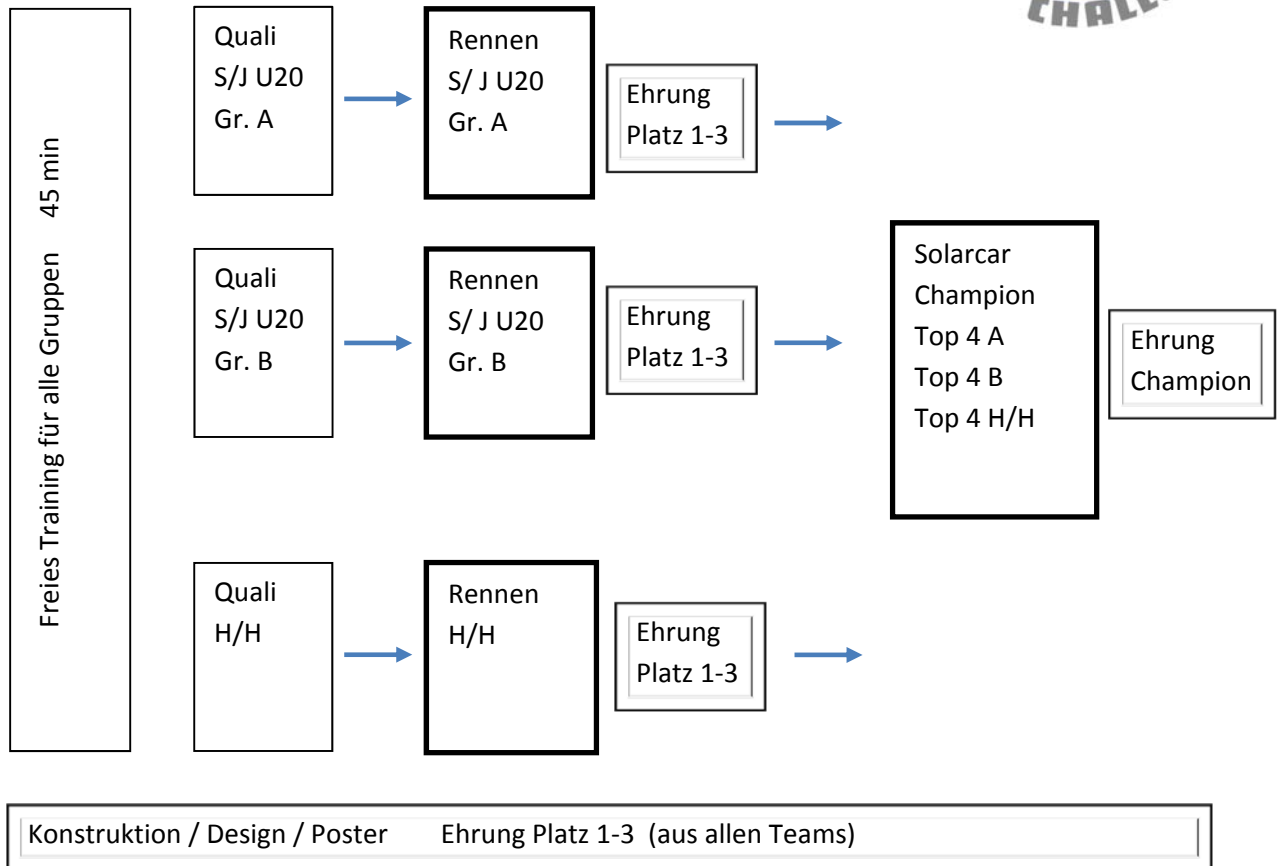 CHALLE
Freies Training für alle Gruppen 45 min
Quali
S/J U20
Gr. A
Rennen
S/ J U20
Gr. A
Ehrung
Platz 1-3
Quali
S/J U20
Gr. B
Rennen
S/ J U20
Gr. B
Ehrung
Platz 1-3
Solarcar
Champion
Top 4 A
Top 4 B
Top 4 H/H
Ehrung
Champion
Quali
H/H
Rennen
H/H
Ehrung
Platz 1-3
Konstruktion / Design / Poster Ehrung Platz 1-3 (aus allen Teams)